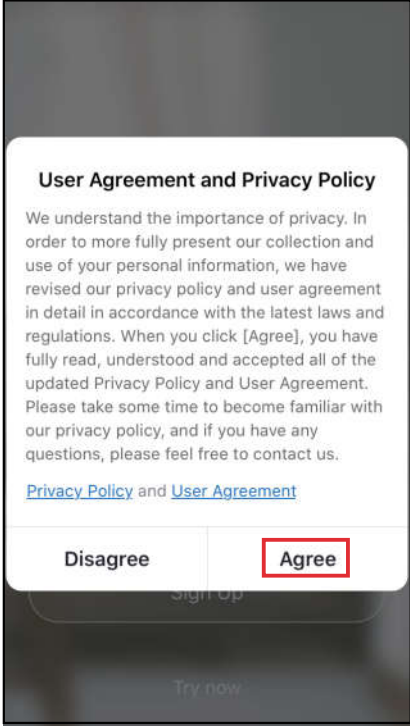 User Agreement and Privacy Policy
We understand the importance of privacy. In
order to more fully present our collection and
use of your personal information, we have
revised our privacy policy and user agreement
in detail in accordance with the latest laws and
regulations. When you click [Agree], you have
fully read, understood and accepted all of the
updated Privacy Policy and User Agreement.
Please take some time to become familiar with
our privacy policy, and if you have any
questions, please feel free to contact us.
Privacy Policy and User Agreement
Disagree
Agree
Sign Up
Try now